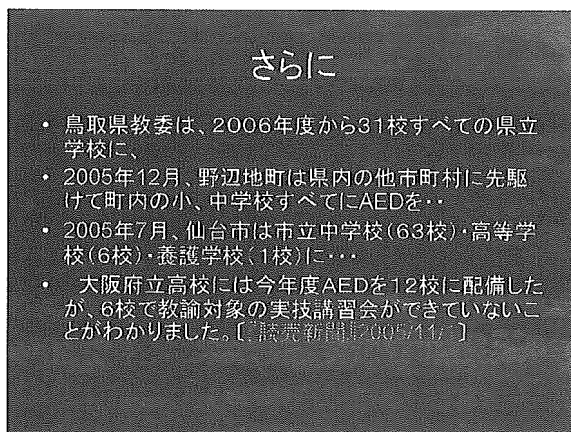 さらに
• 鳥取県教委は、2006年度から31校すべての県立
学校に、
• 2005年12月、野辺地町は県内の他市町村に先駆
けて町内の小、中学校すべてにAEDを・・
• 2005年7月、仙台市は市立中学校(63校)・高等学
校(6校)・養護学校(1校)に・・・
• 大阪府立高校には今年度AEDを12校に配備した
が、6校で教諭対象の実技講習会ができていないこ
とがわかりました。[読売新聞 2005/11/ ]